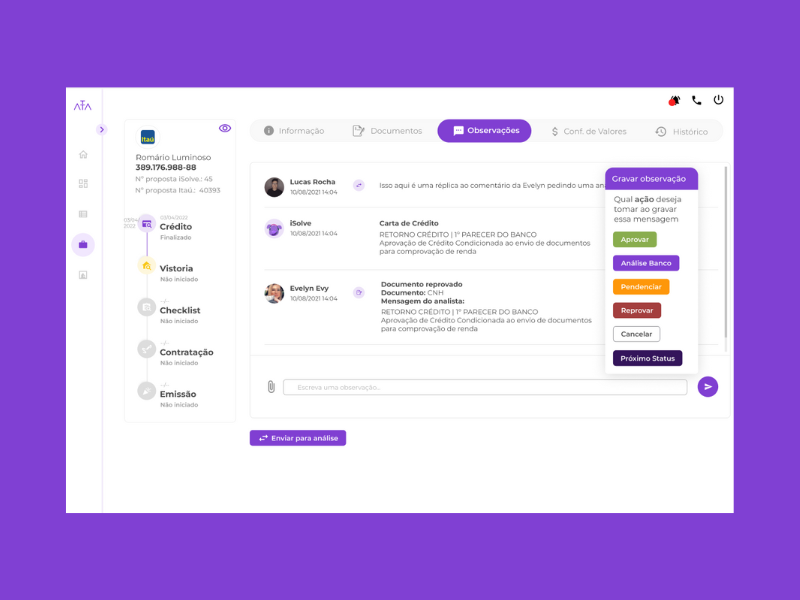 ATA
Informação
Documentos
Observações
Conf. de Valores
Histórico
Itaú
Romário Luminoso
389.176.988-88
Nº proposta iSolve.: 45
Nº proposta Itaú.: 40393
03/04/2022
03/04
2022
Crédito
Finalizado
Vistoria
Não iniciado
-/-
Checklist
Não iniciado
-/-
Contratação
Não iniciado
-/-
Emissão
Não iniciado
Lucas Rocha
10/08/2021 14:04
Isso aqui é uma réplica ao comentário da Evelyn pedindo uma
iSolve
10/08/2021 14:04
Carta de Crédito
RETORNO CRÉDITO | 1º PARECER DO BANCO
Aprovação de Crédito Condicionada ao envio de documentos
para comprovação de renda
Evelyn Evy
10/08/2021 14:04
Documento reprovado
Documento: CNH
Mensagem do analista:
RETORNO CRÉDITO | 1º PARECER DO BANCO
Aprovação de Crédito Condicionada ao envio de documentos
para comprovação de renda
Gravar observação
Qual ação deseja
tomar ao gravar
essa mensagem
Aprovar
Análise Banco
Pendenciar
Reprovar
Cancelar
Próximo Status
Escreva uma observação..
Enviar para análise